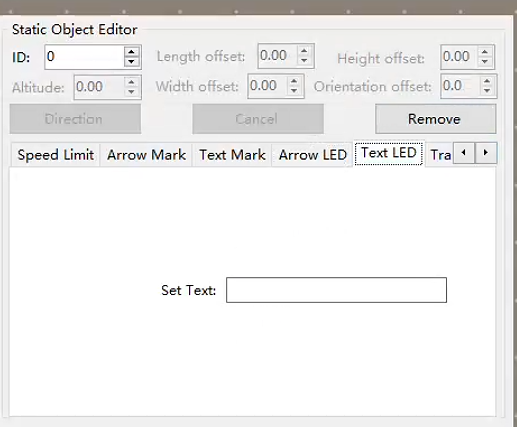 Static Object Editor
ID: 0 Length offset: 0.00 Height offset: 0.00
Altitude: 0.00 Width offset: 0.00 Orientation offset: 0.0
Direction Cancel Remove
Speed Limit Arrow Mark Text Mark Arrow LED Text LED Tra
Set Text: